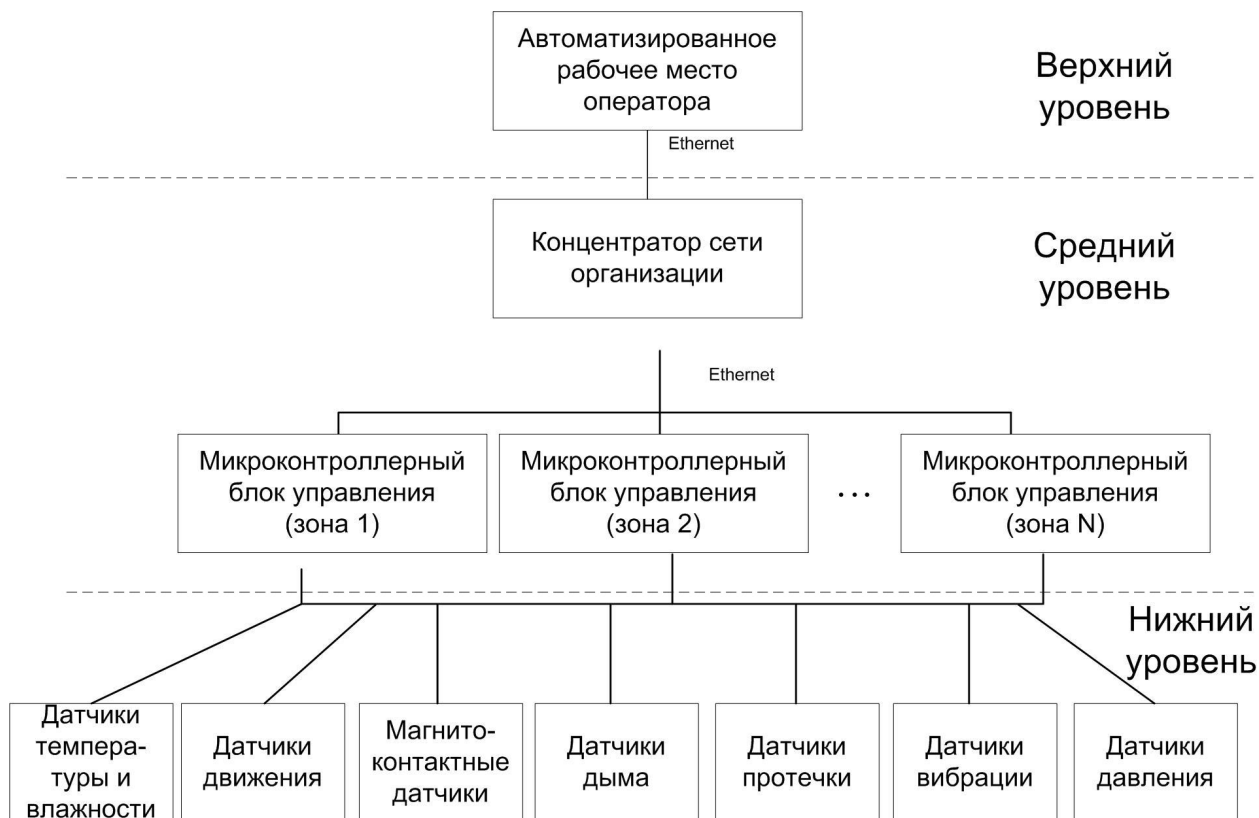 Автоматизированное
рабочее место
оператора
Верхний
уровень
Ethernet
Концентратор сети
организации
Средний
уровень
Ethernet
Микроконтроллерный
блок управления
(зона 1)
Микроконтроллерный
блок управления
(зона 2)
...
Микроконтроллерный
блок управления
(зона N)
Нижний
уровень
Датчики
темпера-
туры и
влажности
Датчики
движения
Магнито-
контактные
датчики
Датчики
дыма
Датчики
протечки
Датчики
вибрации
Датчики
давления